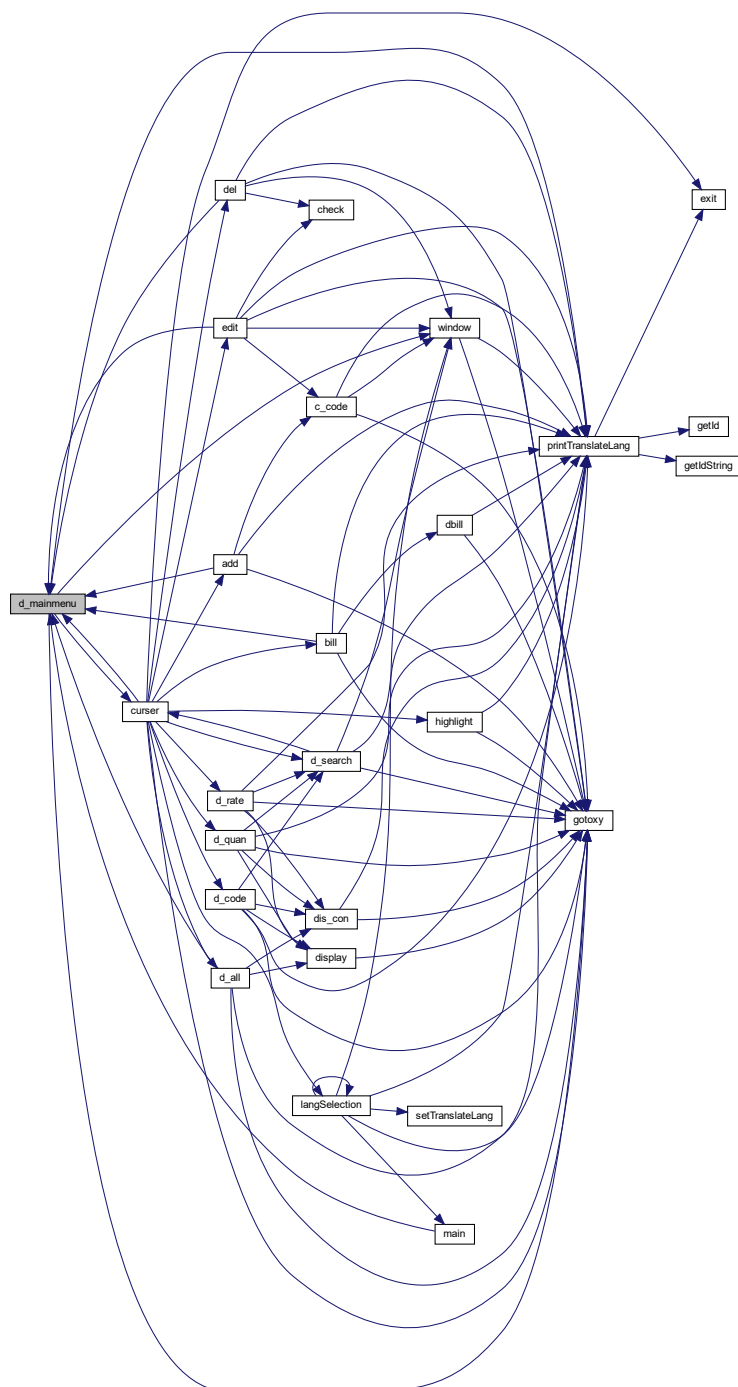 del
exit
check
edit
window
c_code
getId
printTranslateLang
getIdString
dbill
add
d_mainmenu
bill
curser
highlight
d_search
d_rate
gotoxy
d_quan
d_code
dis_con
display
d_all
langSelection
setTranslateLang
main